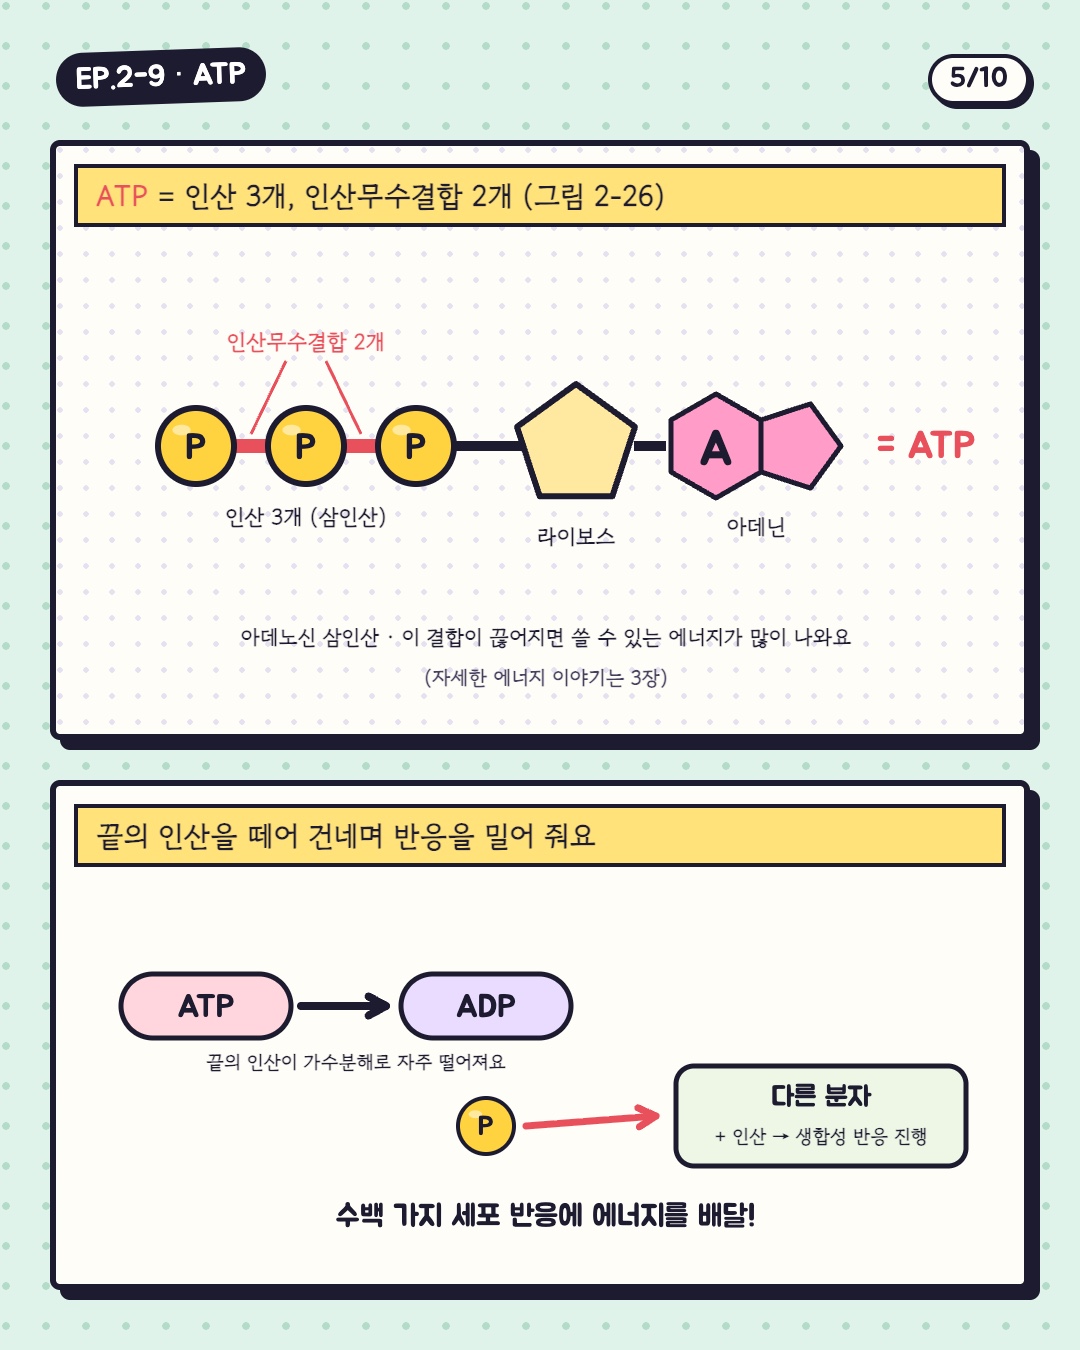 EP.2-9 · ATP
5/10
ATP = 인산 3개, 인산무수결합 2개 (그림 2-26)
인산무수결합 2개
P
P
P
A
= ATP
인산 3개 (삼인산)
라이보스
아데닌
아데노신 삼인산 · 이 결합이 끊어지면 쓸 수 있는 에너지가 많이 나와요
(자세한 에너지 이야기는 3장)
끝의 인산을 떼어 건네며 반응을 밀어 줘요
ATP
ADP
끝의 인산이 가수분해로 자주 떨어져요
P
다른 분자
+ 인산 → 생합성 반응 진행
수백 가지 세포 반응에 에너지를 배달!